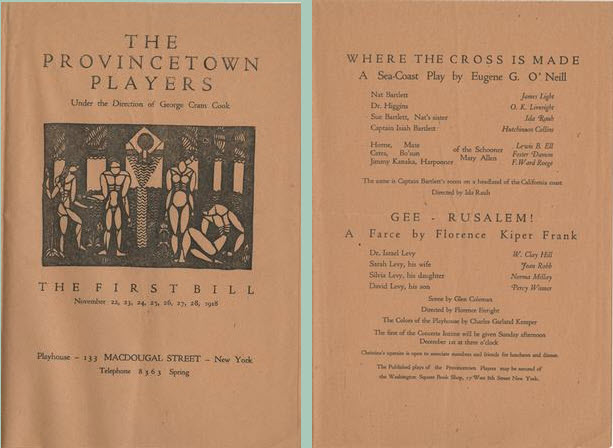 THE
PROVINCETOWN
PLAYERS
Under the Direction of George Cram Cook
THE FIRST BILL
November 22, 23, 24, 25, 26, 27, 28, 1918
Playhouse – 133 MACDOUGAL STREET – New York
Telephone 8363 Spring
WHERE THE CROSS IS MADE
A Sea-Coast Play by Eugene G. O'Neill
Nat Bartlett James Light
Dr. Higgins O. K. Liveright
Sue Bartlett, Nat's sister Ida Rauh
Captain Isiah Bartlett Hutchinson Collins
Horne, Mate Lewis B. Ell
Cates, Bo'sun of the Schooner Foster Damon
Jimmy Kanaka, Harpooner Mary Allen F. Ward Roege
The scene is Captain Bartlett's room on a headland of the California coast
Directed by Ida Rauh
GEE - RUSALEM!
A Farce by Florence Kiper Frank
Dr. Israel Levy W. Clay Hill
Sarah Levy, his wife Jean Robb
Silvia Levy, his daughter Norma Millay
David Levy, his son Percy Winner
Scene by Glen Coleman
Directed by Florence Enright
The Colors of the Playhouse by Charles Garland Kemper
The first of the Concerts Intime will be given Sunday afternoon
December 1st at three o'clock
Christine's upstairs is open to associate members and friends for luncheon and dinner.
The Published plays of the Provincetown Players may be secured of
the Washington Square Book Shop, 17 West 8th Street New York.